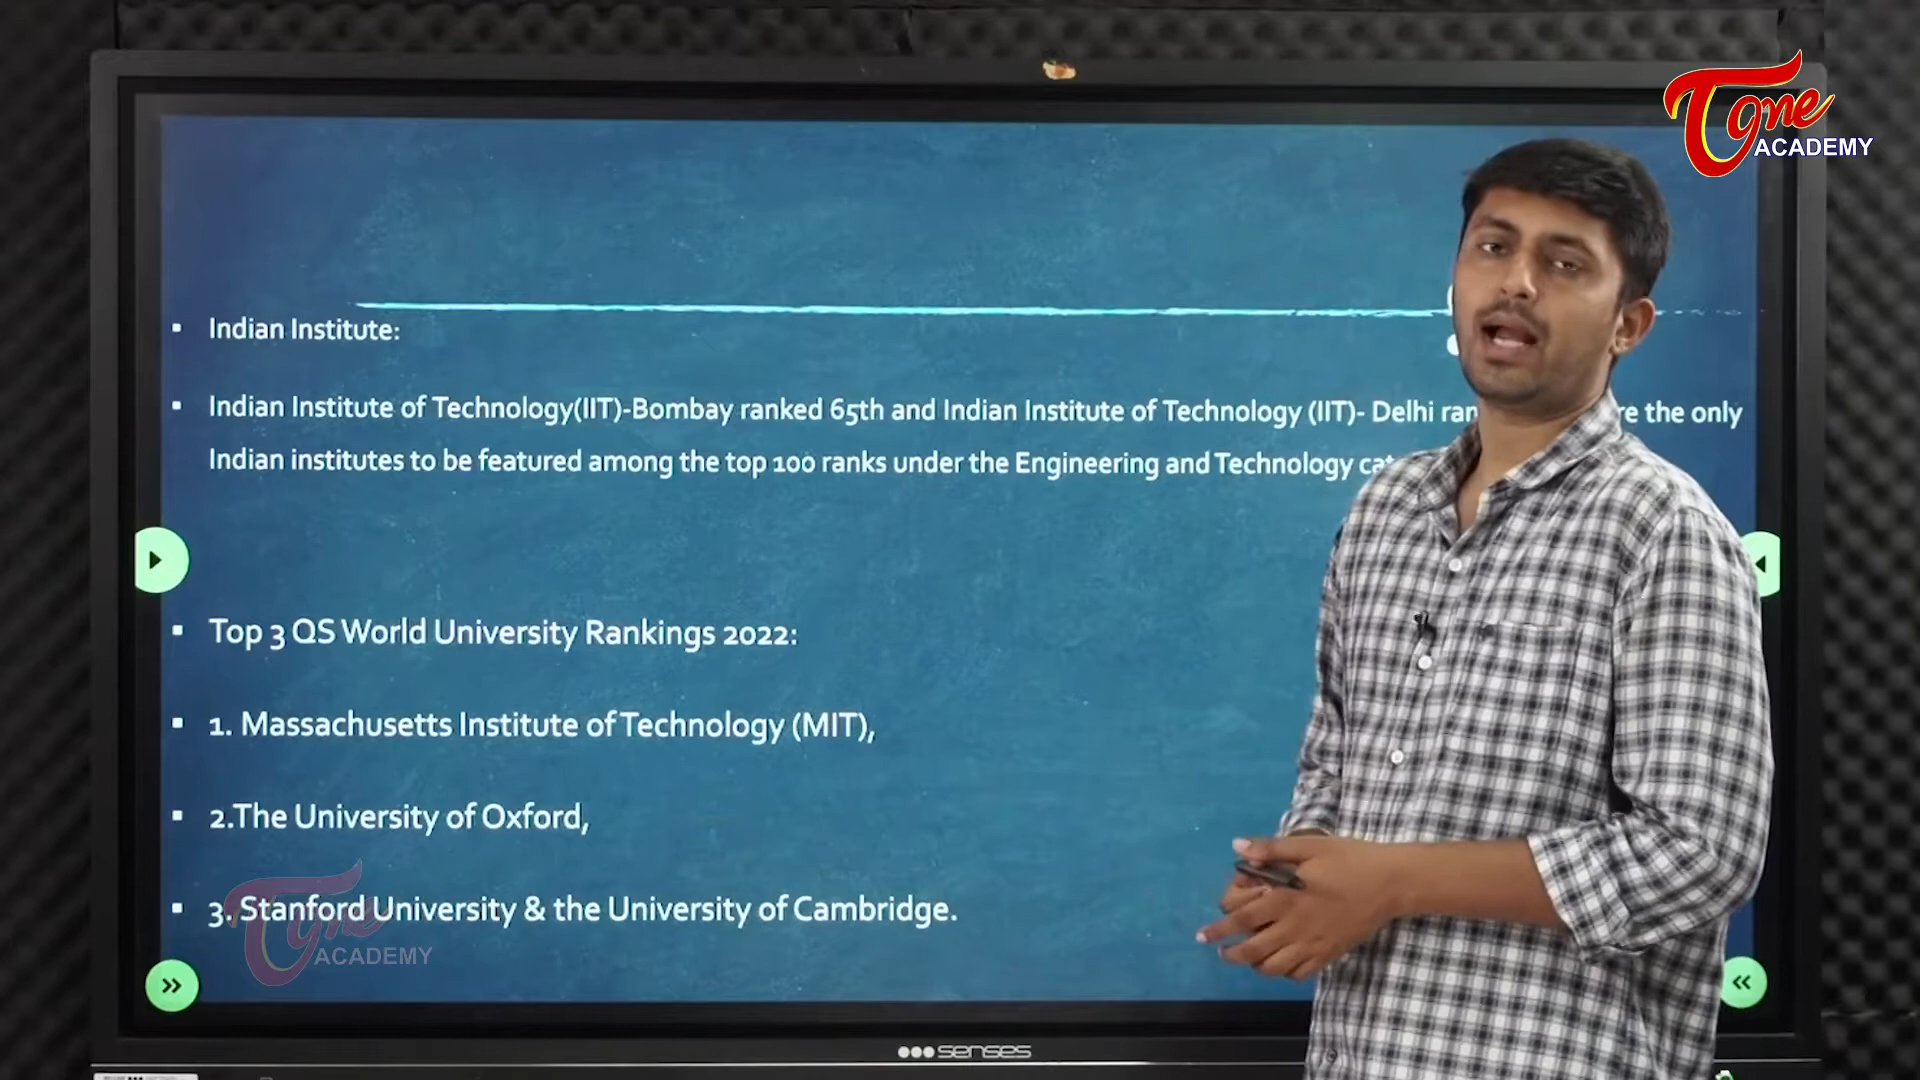 Tone
ACADEMY
Indian Institute:
Indian Institute of Technology(IIT)-Bombay ranked 65th and Indian Institute of Technology (IIT)- Delhi the only
Indian institutes to be featured among the top 100 ranks under the Engineering and Technology
Top 3 QS World University Rankings 2022:
1. Massachusetts Institute of Technology (MIT),
2.The University of Oxford,
3. Stanford University & the University of Cambridge.
Tone
ACADEMY
senses